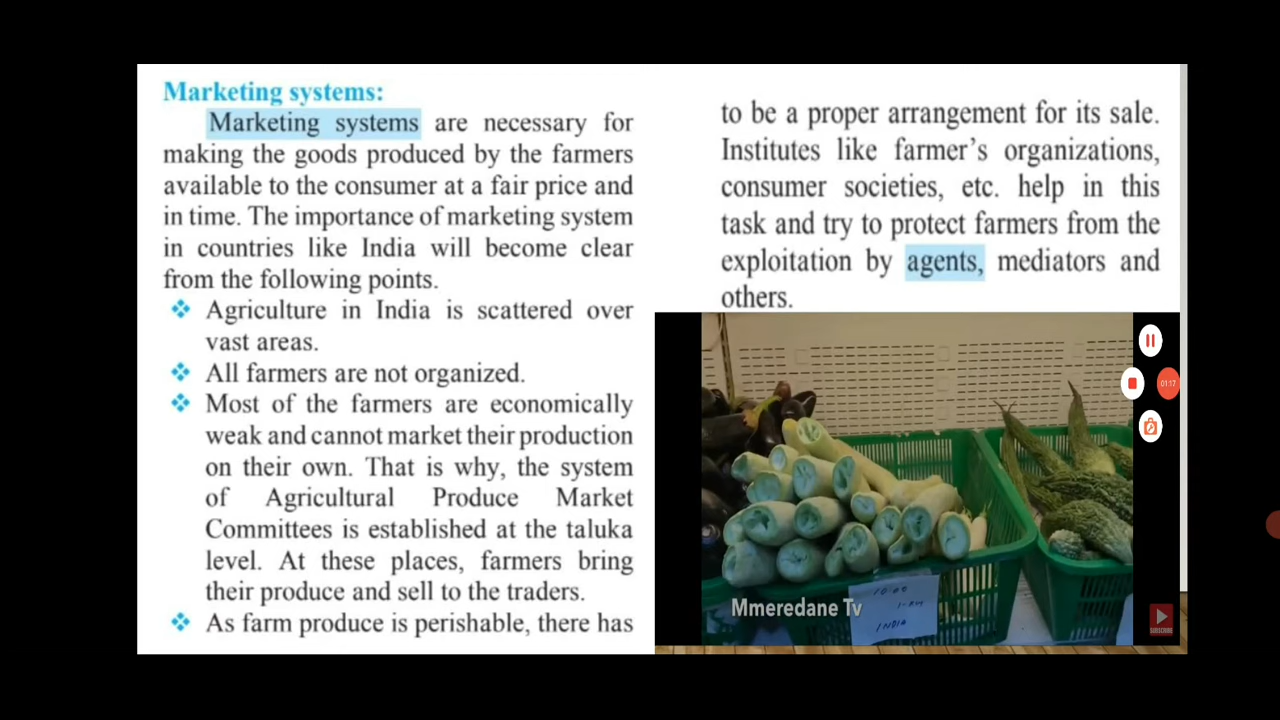 Marketing systems:
Marketing systems are necessary for
making the goods produced by the farmers
available to the consumer at a fair price and
in time. The importance of marketing system
in countries like India will become clear
from the following points.
❖ Agriculture in India is scattered over
vast areas.
❖ All farmers are not organized.
❖ Most of the farmers are economically
weak and cannot market their production
on their own. That is why, the system
of Agricultural Produce Market
Committees is established at the taluka
level. At these places, farmers bring
their produce and sell to the traders.
❖ As farm produce is perishable, there has
to be a proper arrangement for its sale.
Institutes like farmer's organizations,
consumer societies, etc. help in this
task and try to protect farmers from the
exploitation by agents, mediators and
others.
01:17
Mmeredane Tv
INDIA
SUBSCRIBE